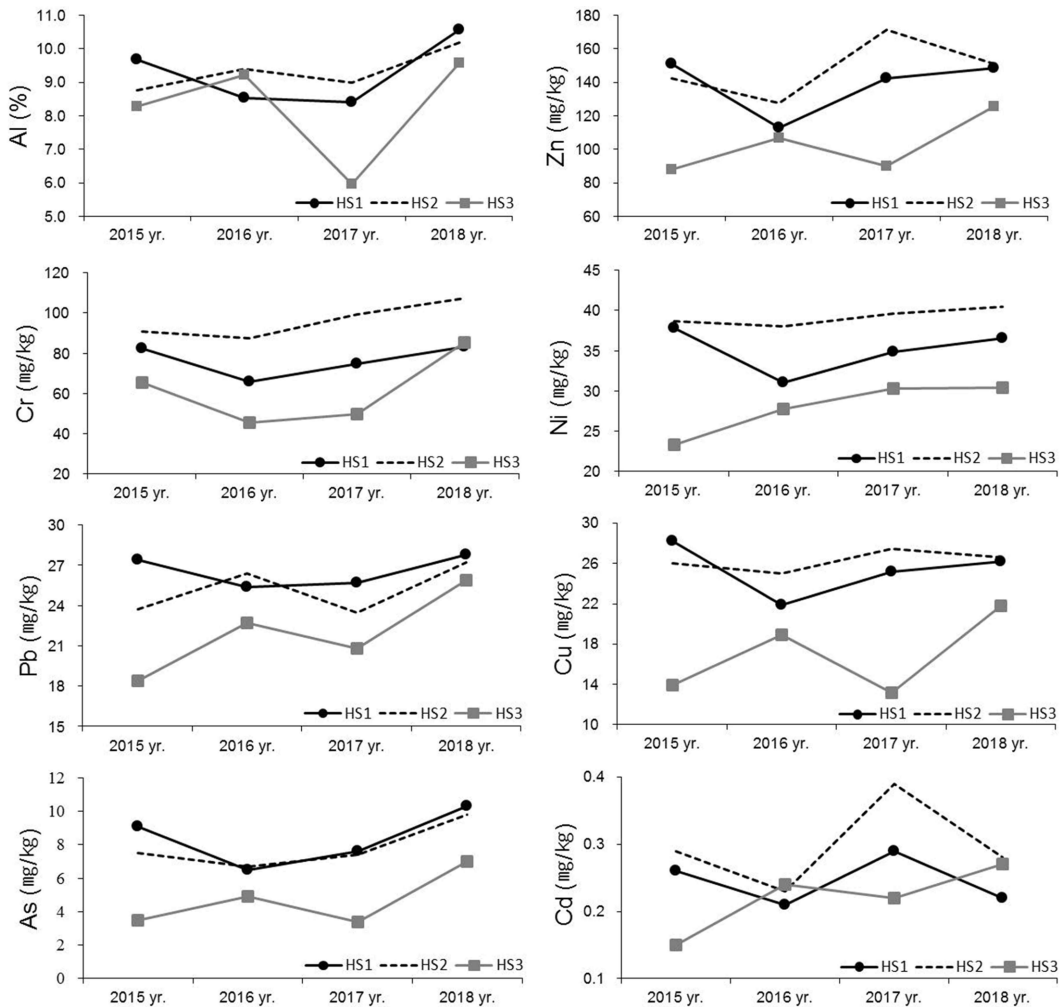 Al (%)
11.0
10.0
9.0
8.0
7.0
6.0
5.0
HS1 HS2 HS3
2015 yr. 2016 yr. 2017 yr. 2018 yr.
Zn (㎎/kg)
180
160
140
120
100
80
60
HS1 HS2 HS3
2015 yr. 2016 yr. 2017 yr. 2018 yr.
Cr (㎎/kg)
120
100
80
60
40
20
HS1 HS2 HS3
2015 yr. 2016 yr. 2017 yr. 2018 yr.
Ni (㎎/kg)
45
40
35
30
25
20
HS1 HS2 HS3
2015 yr. 2016 yr. 2017 yr. 2018 yr.
Pb (㎎/kg)
30
27
24
21
18
15
HS1 HS2 HS3
2015 yr. 2016 yr. 2017 yr. 2018 yr.
Cu (㎎/kg)
30
26
22
18
14
10
HS1 HS2 HS3
2015 yr. 2016 yr. 2017 yr. 2018 yr.
As (㎎/kg)
12
10
8
6
4
2
0
HS1 HS2 HS3
2015 yr. 2016 yr. 2017 yr. 2018 yr.
Cd (㎎/kg)
0.4
0.3
0.2
0.1
HS1 HS2 HS3
2015 yr. 2016 yr. 2017 yr. 2018 yr.